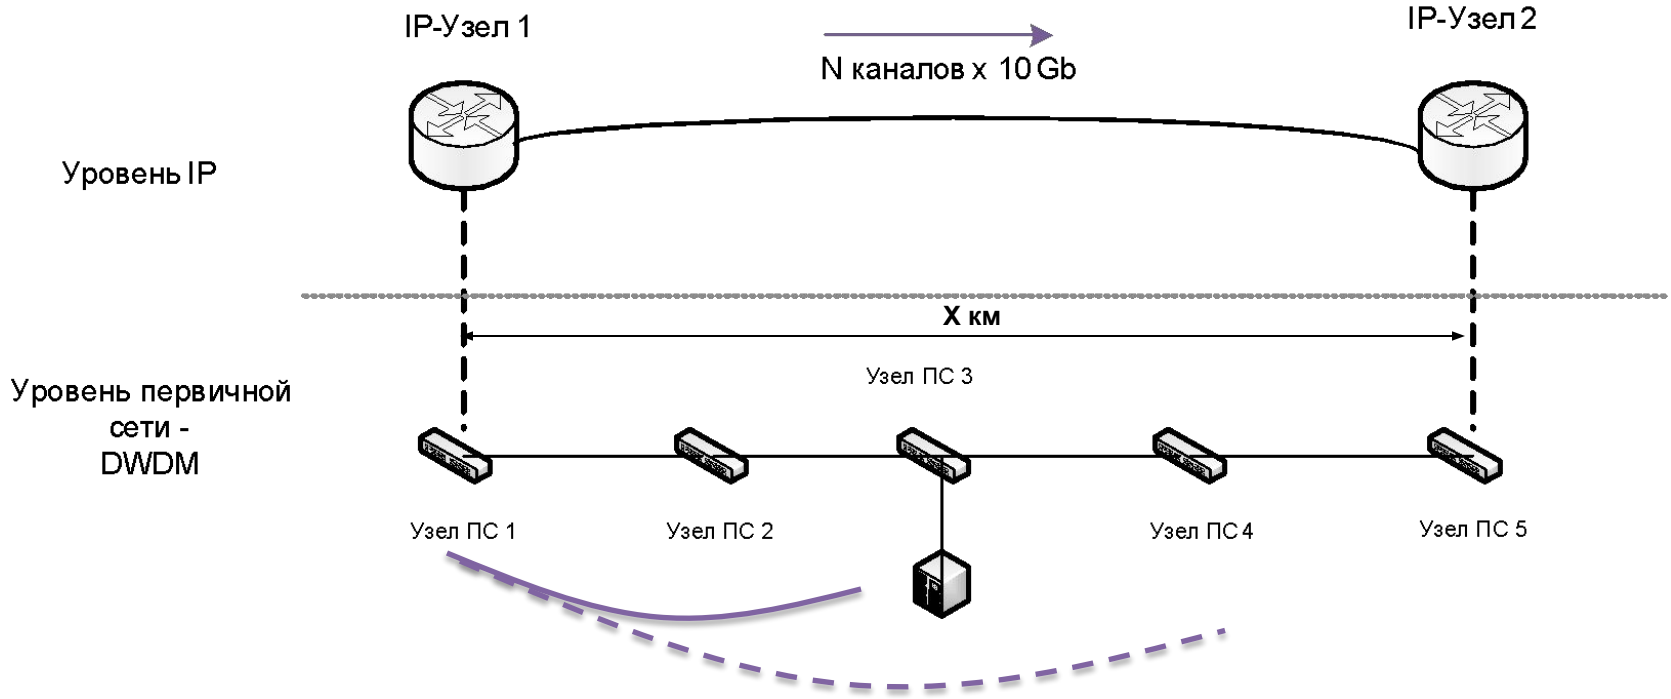 IP-Узел 1
IP-Узел 2
N каналов x 10 Gb
Уровень IP
X км
Узел ПС 3
Уровень первичной
сети -
DWDM
Узел ПС 1
Узел ПС 2
Узел ПС 4
Узел ПС 5